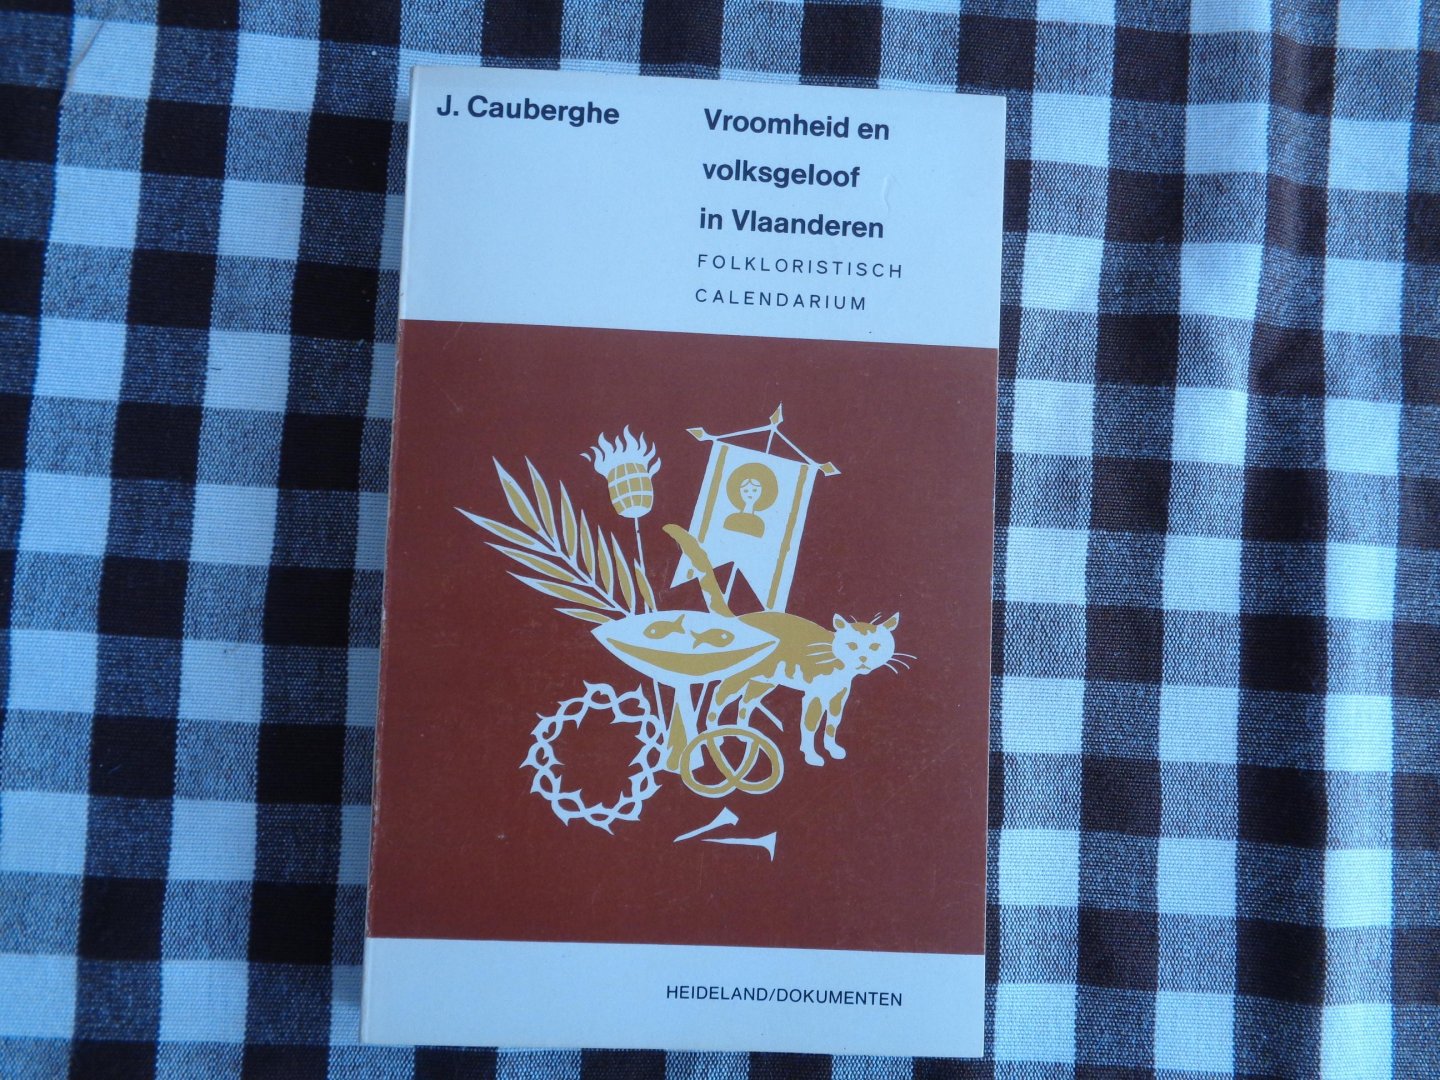 J. Cauberghe
Vroomheid en
volksgeloof
in Vlaanderen
FOLKLORISTISCH
CALENDARIUM
HEIDELAND/DOKUMENTEN